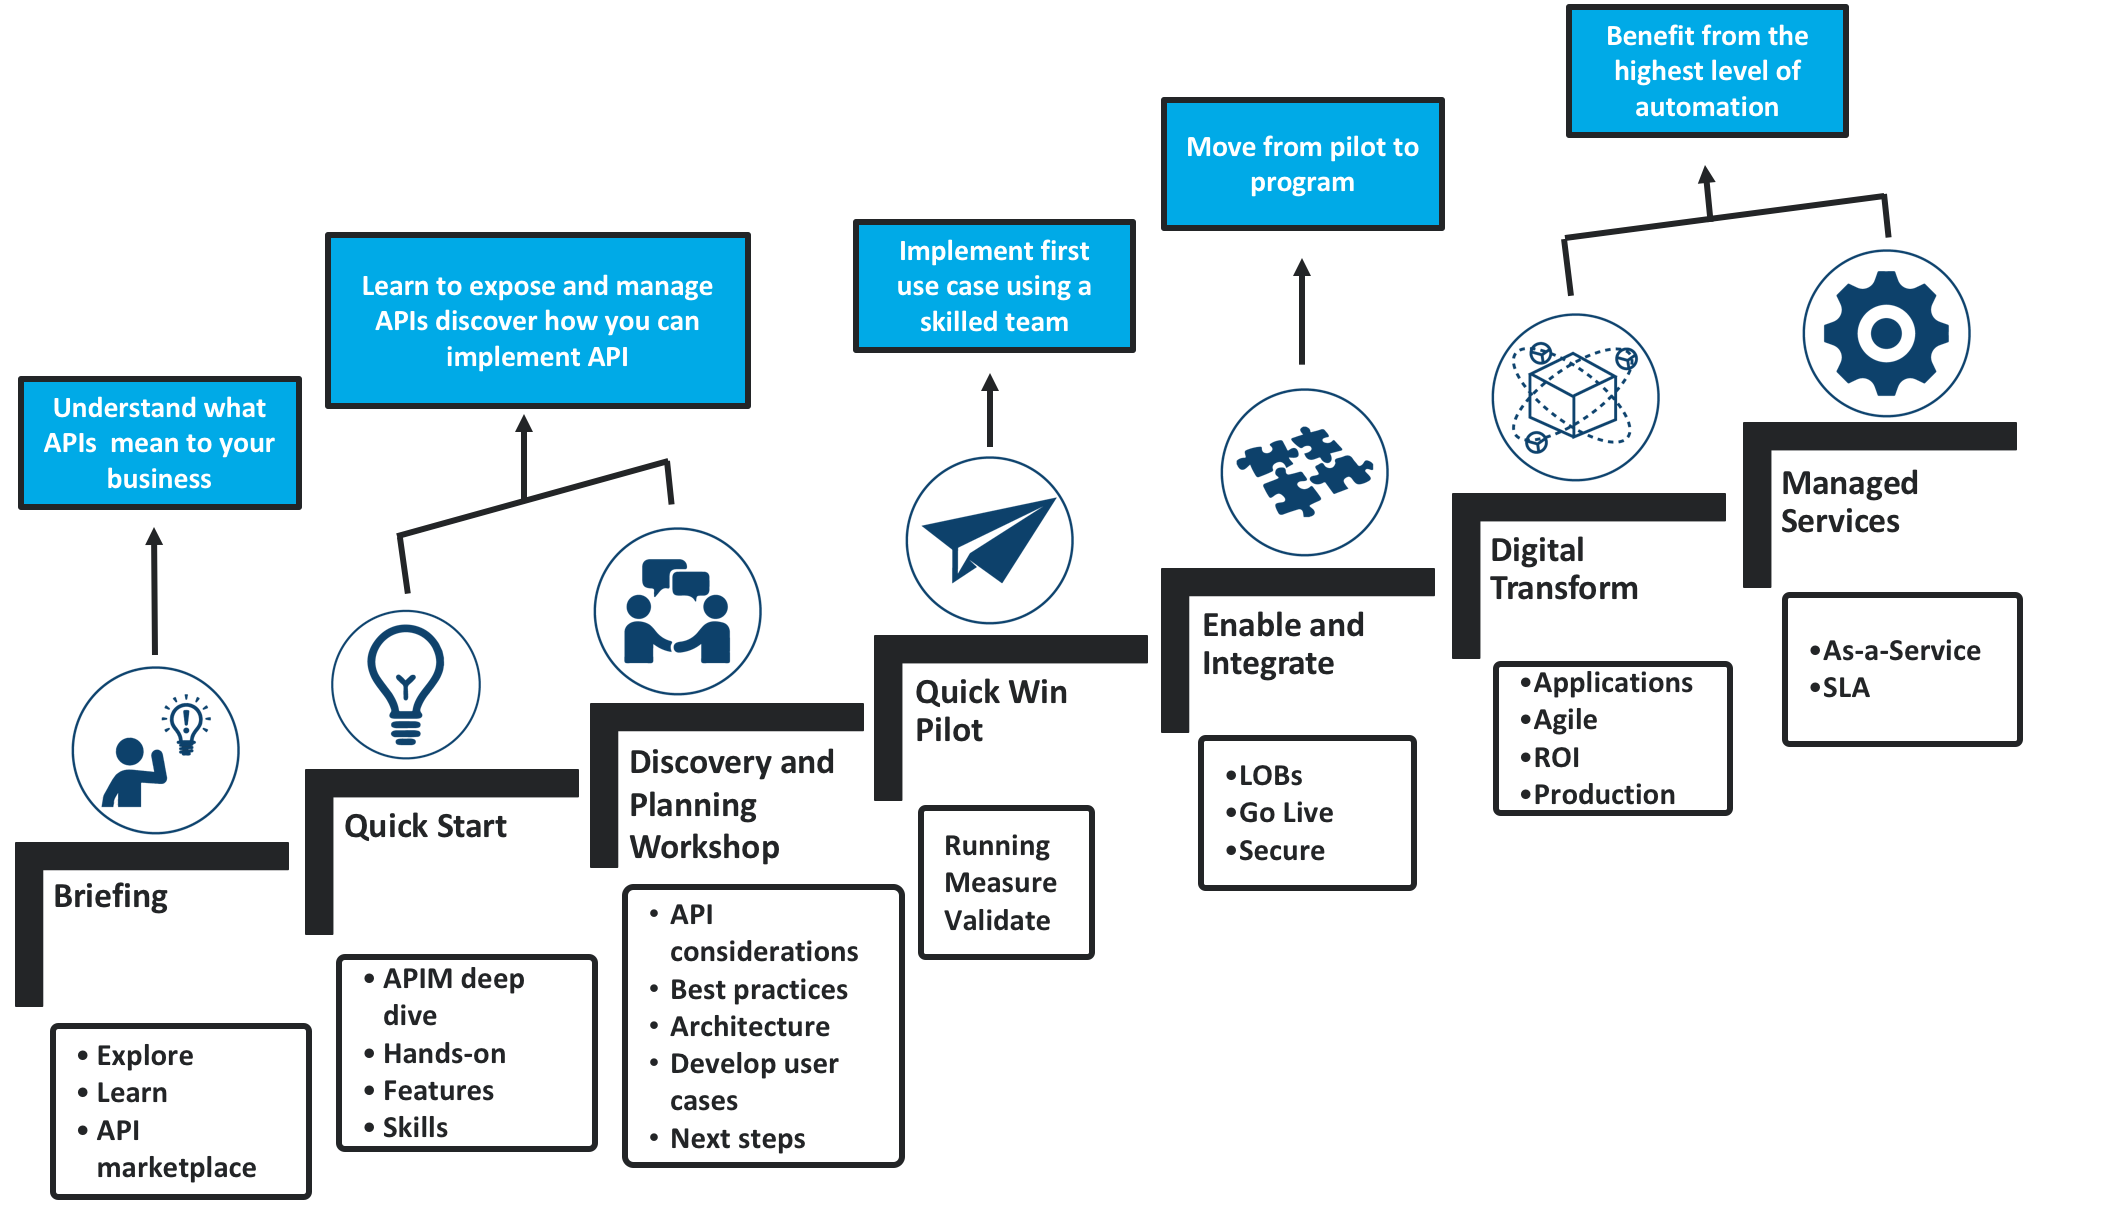 Benefit from the
highest level of
automation
Move from pilot to
program
Implement first
use case using a
skilled team
Learn to expose and manage
APIs discover how you can
implement API
Understand what
APIs  mean to your
business
Briefing
• Explore
• Learn
• API
marketplace
Quick Start
• APIM deep
dive
• Hands-on
• Features
• Skills
Discovery and
Planning
Workshop
• API
considerations
• Best practices
• Architecture
• Develop user
cases
• Next steps
Quick Win
Pilot
Running
Measure
Validate
Enable and
Integrate
•LOBs
•Go Live
•Secure
Digital
Transform
•Applications
•Agile
•ROI
•Production
Managed
Services
•As-a-Service
•SLA